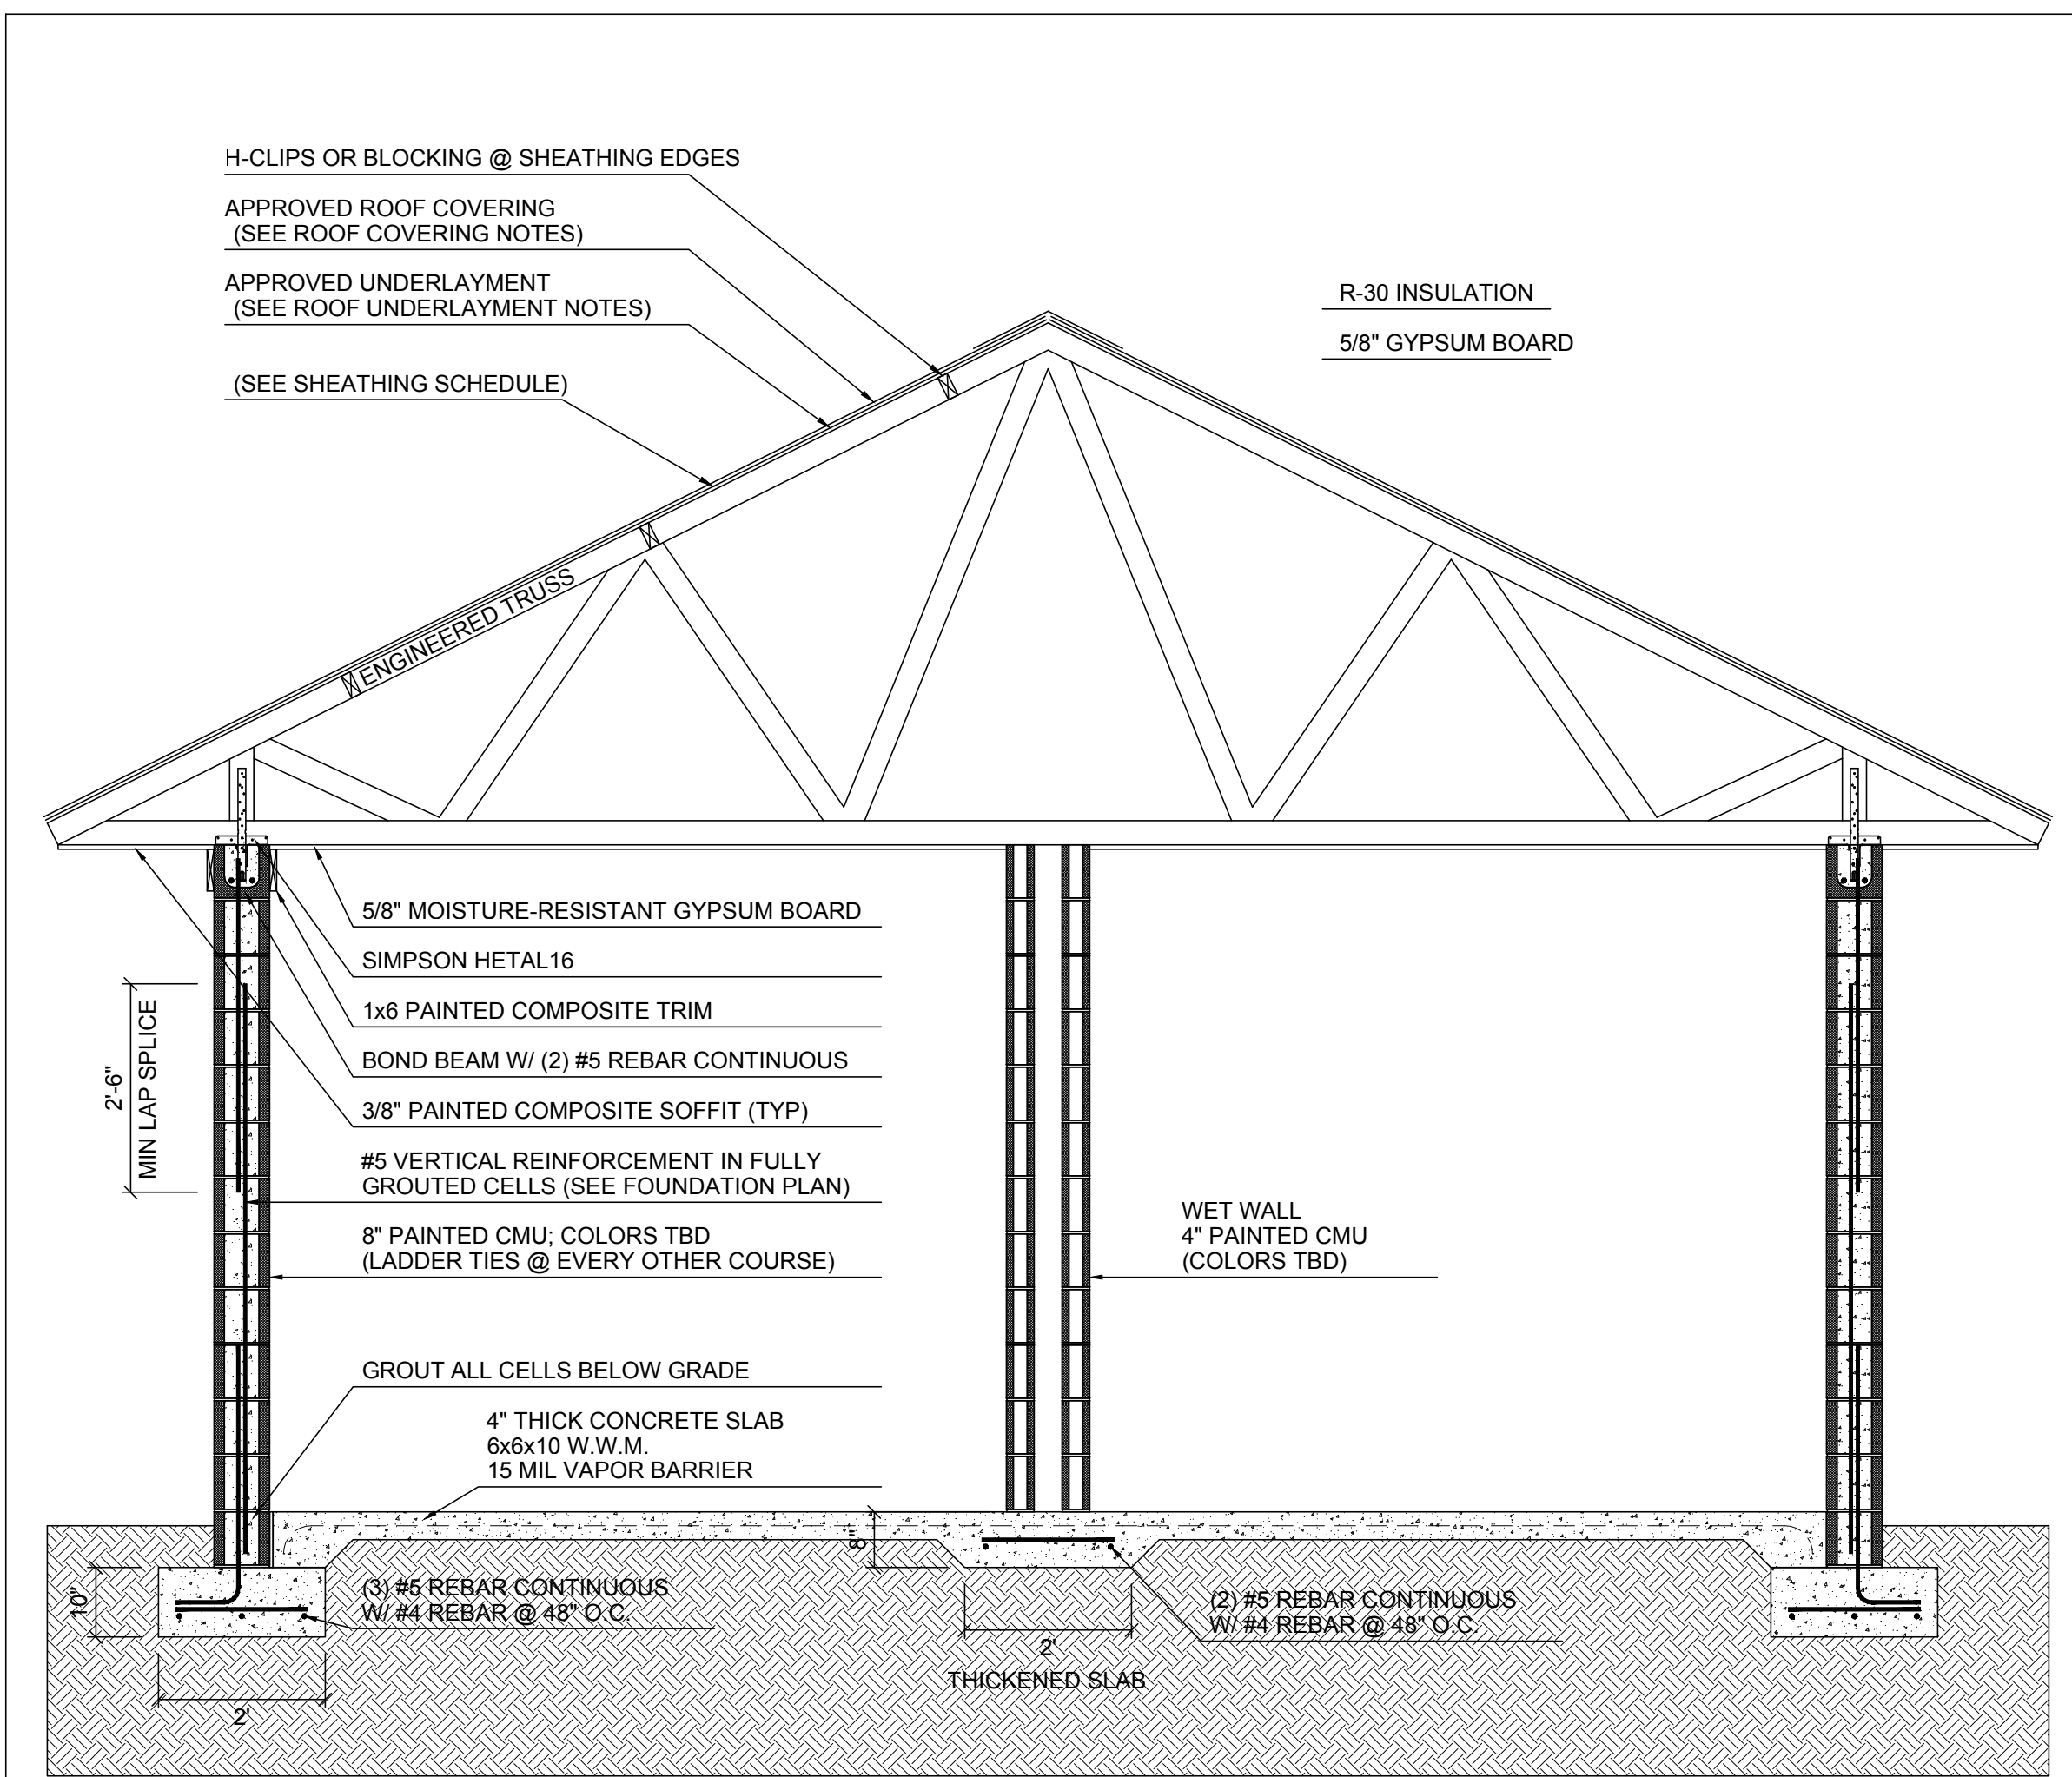 H-CLIPS OR BLOCKING @ SHEATHING EDGES
APPROVED ROOF COVERING
(SEE ROOF COVERING NOTES)
APPROVED UNDERLAYMENT
(SEE ROOF UNDERLAYMENT NOTES)
(SEE SHEATHING SCHEDULE)
R-30 INSULATION
5/8" GYPSUM BOARD
ENGINEERED TRUSS
5/8" MOISTURE-RESISTANT GYPSUM BOARD
SIMPSON HETAL16
1x6 PAINTED COMPOSITE TRIM
BOND BEAM W/ (2) #5 REBAR CONTINUOUS
3/8" PAINTED COMPOSITE SOFFIT (TYP)
2'-6"
MIN LAP SPLICE
#5 VERTICAL REINFORCEMENT IN FULLY
GROUTED CELLS (SEE FOUNDATION PLAN)
8" PAINTED CMU; COLORS TBD
(LADDER TIES @ EVERY OTHER COURSE)
WET WALL
4" PAINTED CMU
(COLORS TBD)
GROUT ALL CELLS BELOW GRADE
4" THICK CONCRETE SLAB
6x6x10 W.W.M.
15 MIL VAPOR BARRIER
8"
10"
(3) #5 REBAR CONTINUOUS
W/ #4 REBAR @ 48" O.C.
(2) #5 REBAR CONTINUOUS
W/ #4 REBAR @ 48" O.C.
2'
THICKENED SLAB
2'